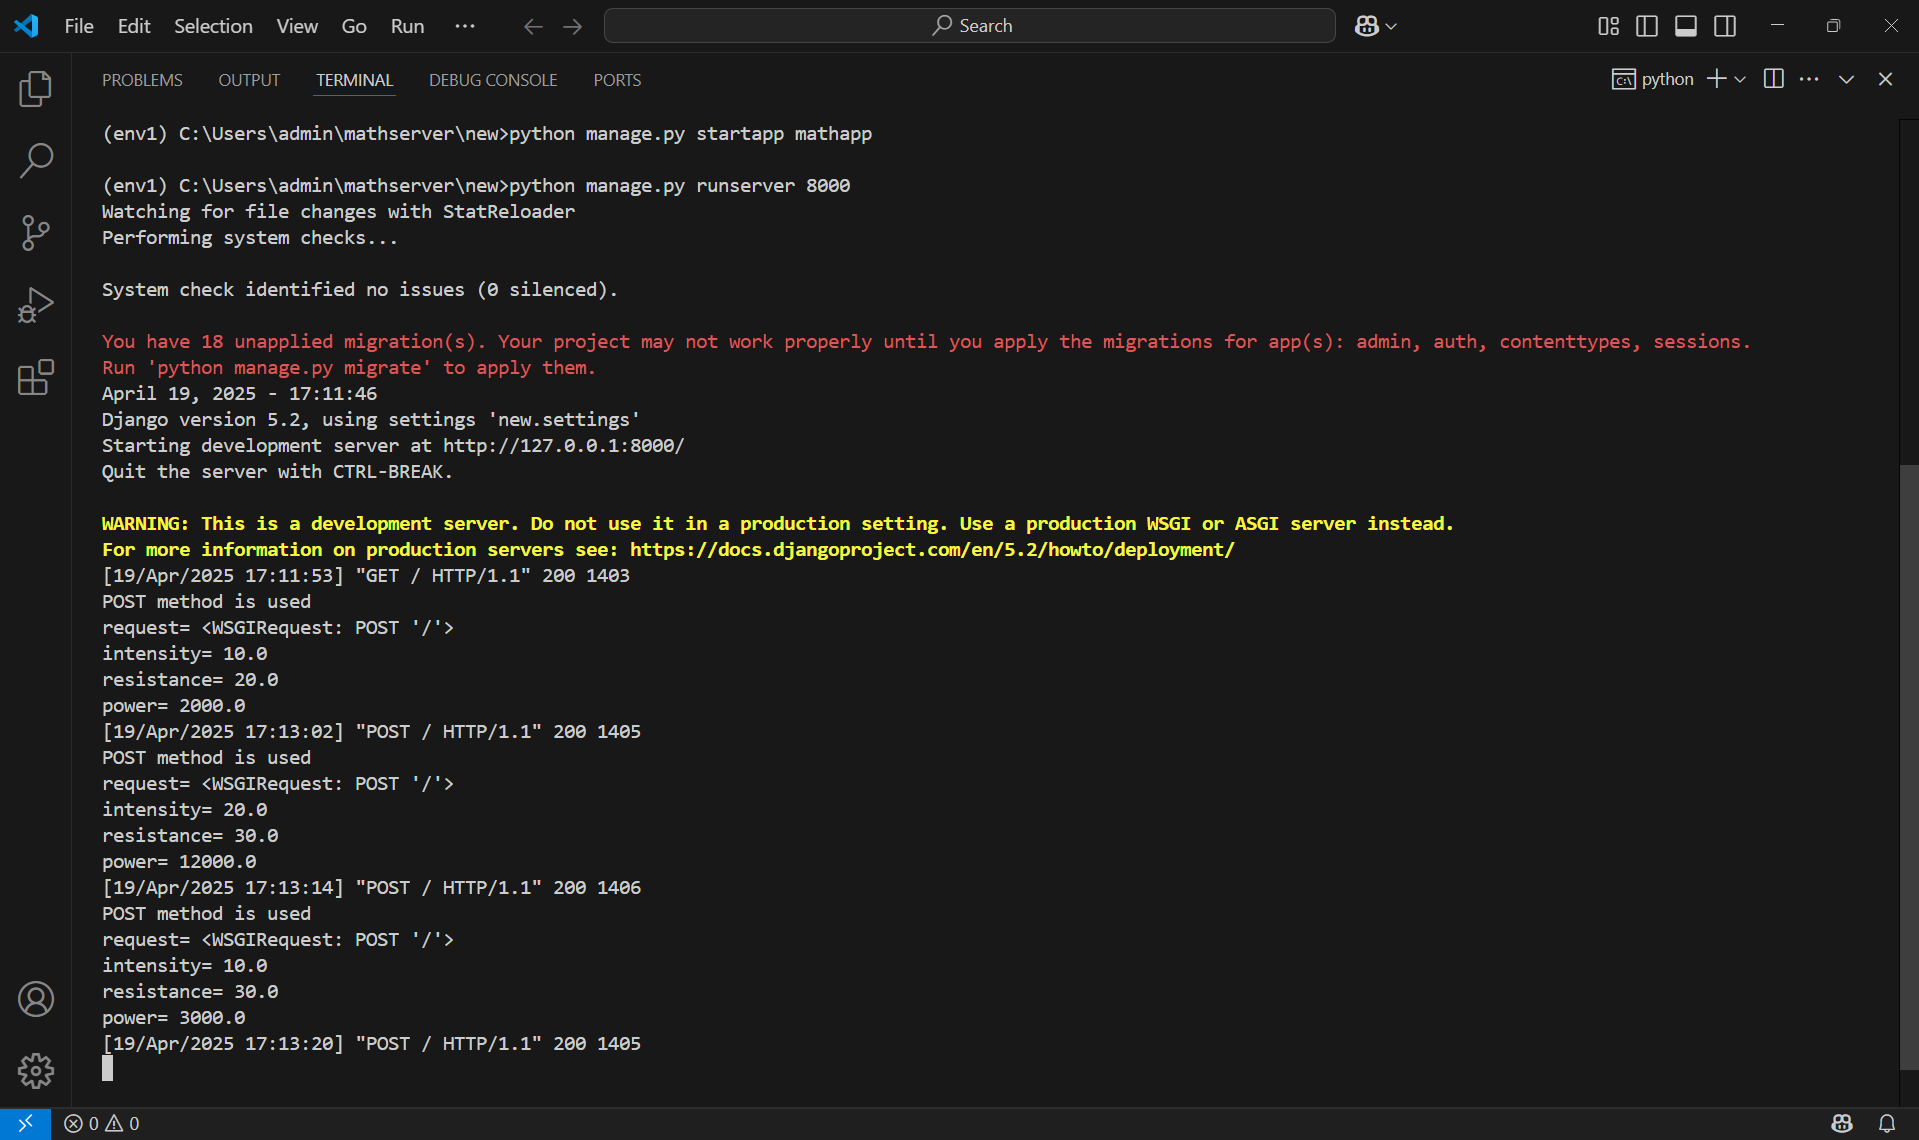 File Edit Selection View Go Run ··· Search
PROBLEMS OUTPUT TERMINAL DEBUG CONSOLE PORTS python
(env1) C:\Users\admin\mathserver\new>python manage.py startapp mathapp
(env1) C:\Users\admin\mathserver\new>python manage.py runserver 8000
Watching for file changes with StatReloader
Performing system checks...
System check identified no issues (0 silenced).
You have 18 unapplied migration(s). Your project may not work properly until you apply the migrations for app(s): admin, auth, contenttypes, sessions.
Run 'python manage.py migrate' to apply them.
April 19, 2025 - 17:11:46
Django version 5.2, using settings 'new.settings'
Starting development server at http://127.0.0.1:8000/
Quit the server with CTRL-BREAK.
WARNING: This is a development server. Do not use it in a production setting. Use a production WSGI or ASGI server instead.
For more information on production servers see: https://docs.djangoproject.com/en/5.2/howto/deployment/
[19/Apr/2025 17:11:53] "GET / HTTP/1.1" 200 1403
POST method is used
request= <WSGIRequest: POST '/'>
intensity= 10.0
resistance= 20.0
power= 2000.0
[19/Apr/2025 17:13:02] "POST / HTTP/1.1" 200 1405
POST method is used
request= <WSGIRequest: POST '/'>
intensity= 20.0
resistance= 30.0
power= 12000.0
[19/Apr/2025 17:13:14] "POST / HTTP/1.1" 200 1406
POST method is used
request= <WSGIRequest: POST '/'>
intensity= 10.0
resistance= 30.0
power= 3000.0
[19/Apr/2025 17:13:20] "POST / HTTP/1.1" 200 1405
0 0